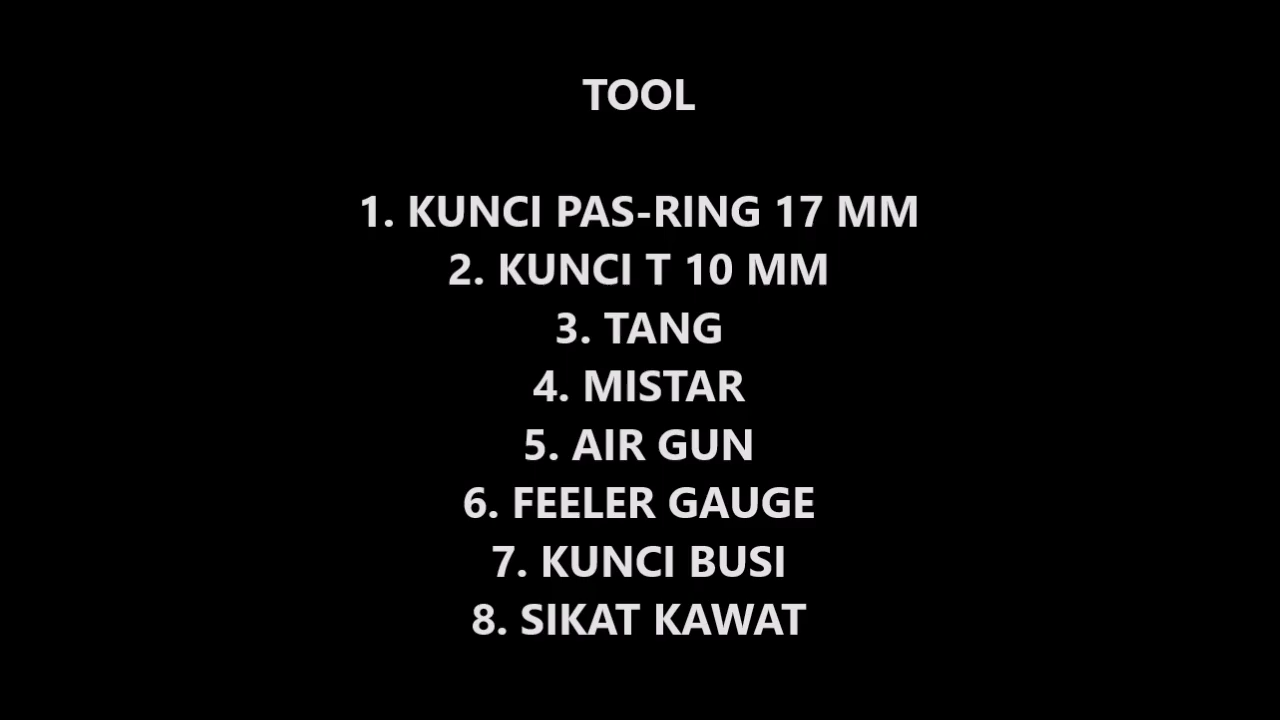 TOOL
1. KUNCI PAS-RING 17 MM
2. KUNCI T 10 MM
3. TANG
4. MISTAR
5. AIR GUN
6. FEELER GAUGE
7. KUNCI BUSI
8. SIKAT KAWAT